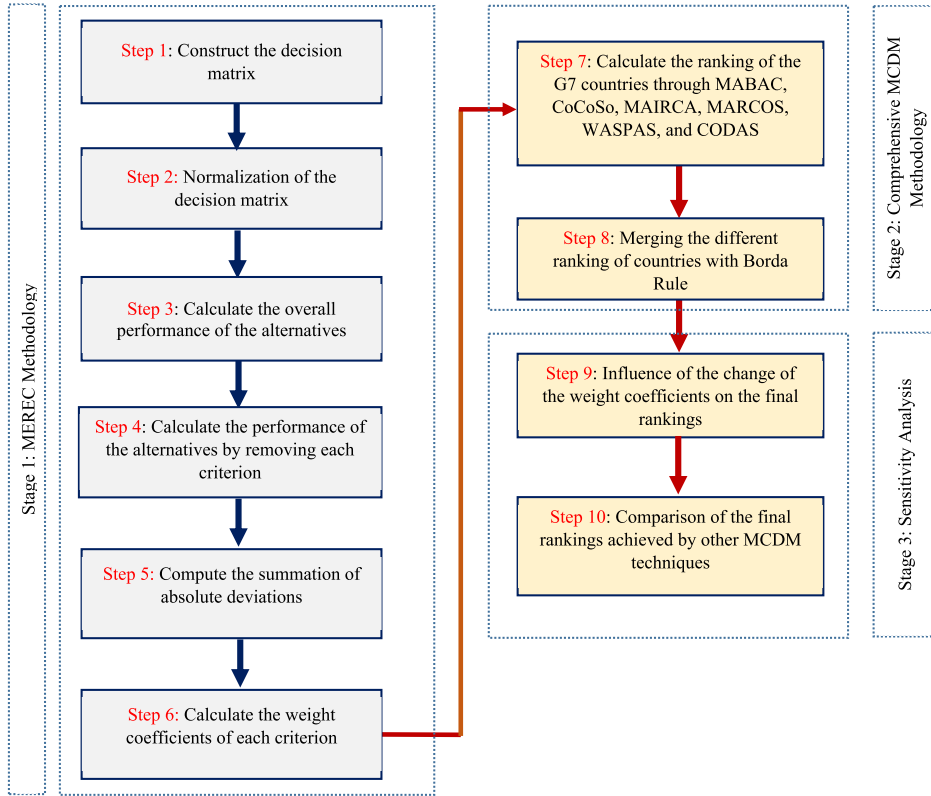 Stage 1: MEREC Methodology
Step 1: Construct the decision
matrix
Step 2: Normalization of the
decision matrix
Step 3: Calculate the overall
performance of the alternatives
Step 4: Calculate the performance of
the alternatives by removing each
criterion
Step 5: Compute the summation of
absolute deviations
Step 6: Calculate the weight
coefficients of each criterion
Step 7: Calculate the ranking of the
G7 countries through MABAC,
CoCoSo, MAIRCA, MARCOS,
WASPAS, and CODAS
Step 8: Merging the different
ranking of countries with Borda
Rule
Stage 2: Comprehensive MCDM
Methodology
Step 9: Influence of the change of
the weight coefficients on the final
rankings
Step 10: Comparison of the final
rankings achieved by other MCDM
techniques
Stage 3: Sensitivity Analysis